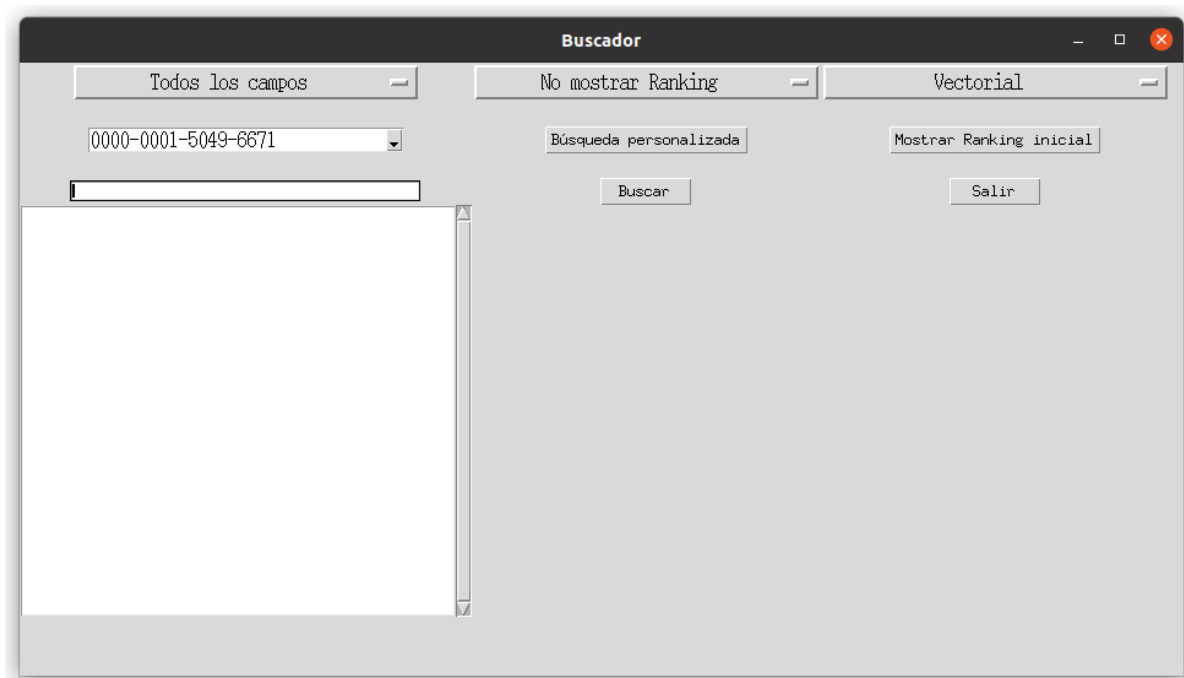 Buscador
Todos los campos No mostrar Ranking Vectorial
0000-0001-5049-6671 Búsqueda personalizada Mostrar Ranking inicial
Buscar Salir